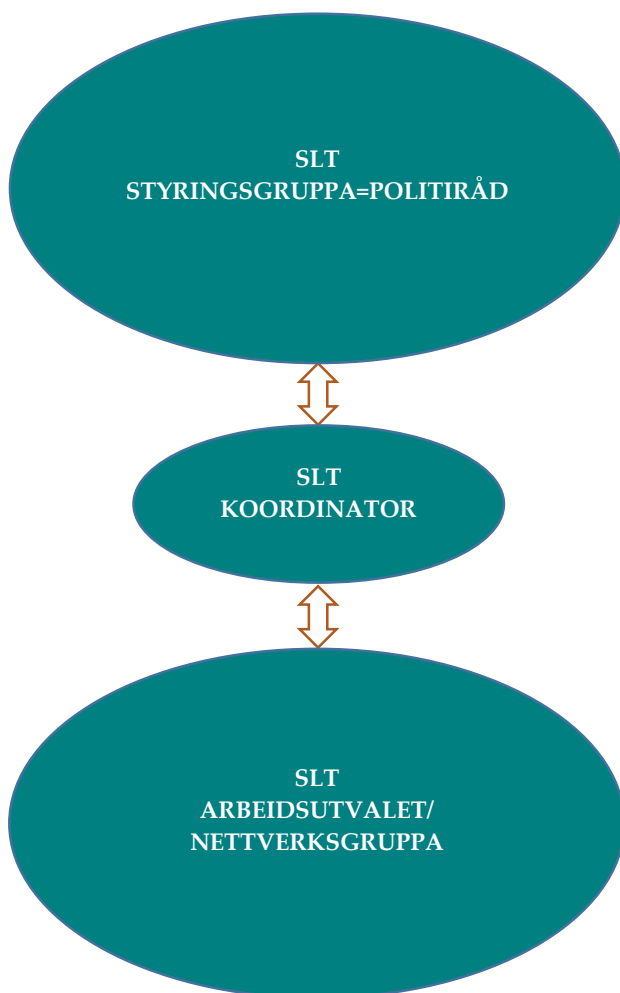 SLT
STYRINGSGRUPPA=POLITIRÅD
SLT
KOORDINATOR
SLT
ARBEIDSUTVALET/
NETTVERKSGRUPPA